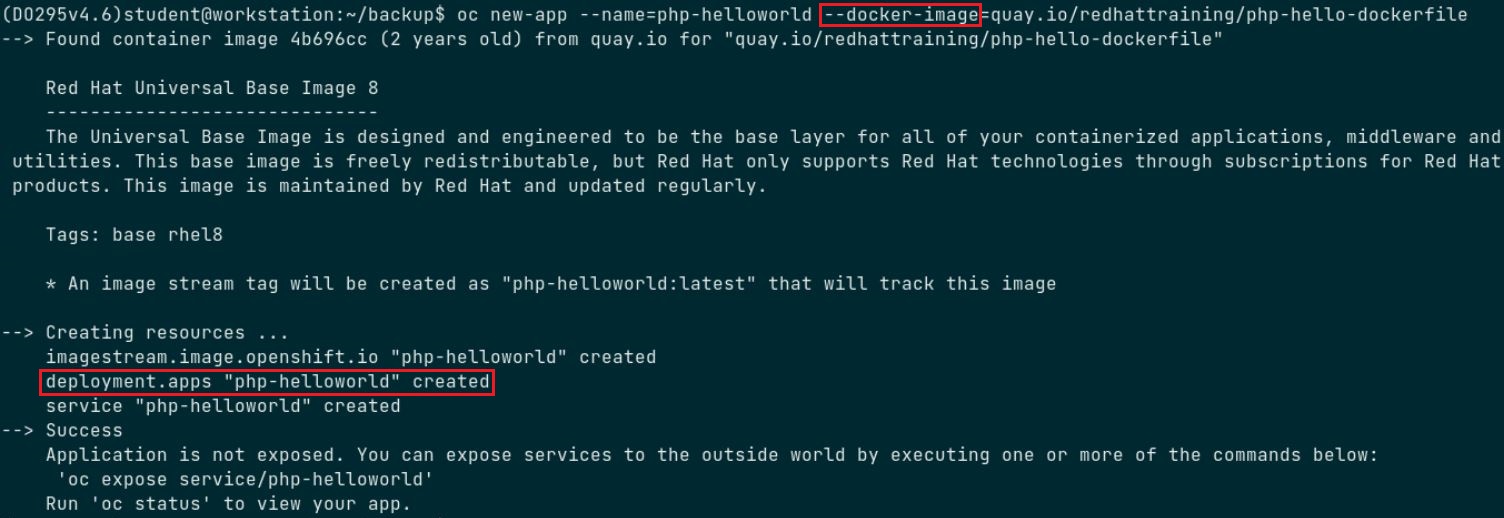 (DO295v4.6)student@workstation:~/backup$ oc new-app --name=php-helloworld --docker-image=quay.io/redhattraining/php-hello-dockerfile
--> Found container image 4b696cc (2 years old) from quay.io for "quay.io/redhattraining/php-hello-dockerfile"
Red Hat Universal Base Image 8
------------------------------
The Universal Base Image is designed and engineered to be the base layer for all of your containerized applications, middleware and
utilities. This base image is freely redistributable, but Red Hat only supports Red Hat technologies through subscriptions for Red Hat
products. This image is maintained by Red Hat and updated regularly.
Tags: base rhel8
* An image stream tag will be created as "php-helloworld:latest" that will track this image
--> Creating resources ...
imagestream.image.openshift.io "php-helloworld" created
deployment.apps "php-helloworld" created
service "php-helloworld" created
--> Success
Application is not exposed. You can expose services to the outside world by executing one or more of the commands below:
'oc expose service/php-helloworld'
Run 'oc status' to view your app.